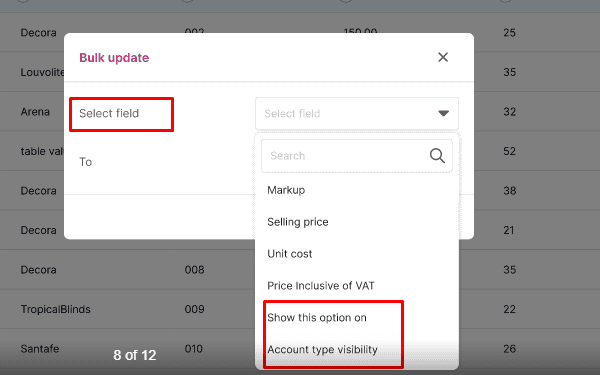 Decora 002 150.00 25
Bulk update
Louvolite 35
Select field Select field
Arena 32
Search
table val 52
To
Markup
Decora 38
Selling price
Decora 21
Unit cost
Decora 008 35
Price Inclusive of VAT
TropicalBlinds 009 22
Show this option on
Santafe 010 26
Account type visibility
8 of 12